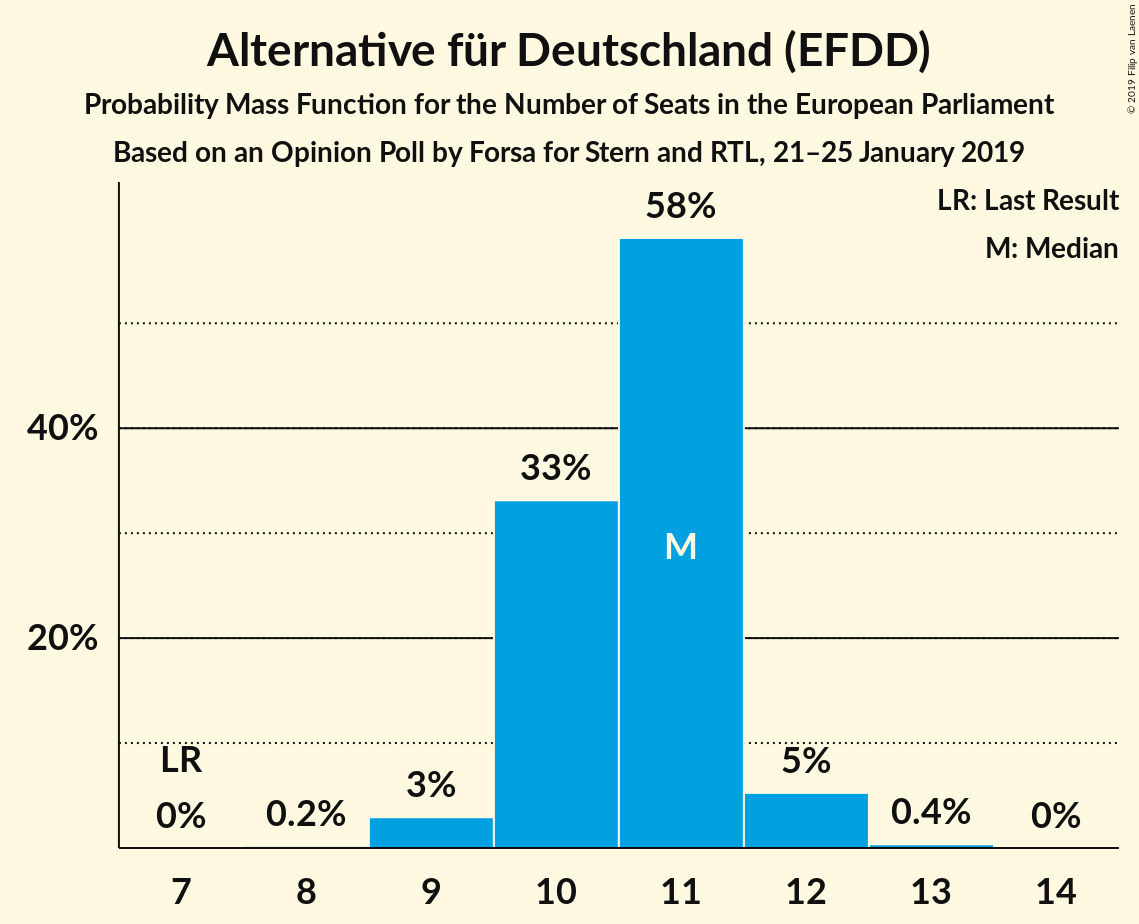 Alternative für Deutschland (EFDD)
Probability Mass Function for the Number of Seats in the European Parliament
Based on an Opinion Poll by Forsa for Stern and RTL, 21–25 January 2019
© 2019 Filip van Laenen
LR: Last Result
M: Median
58%
40%
33%
M
20%
LR
5%
3%
0%
0.2%
0.4%
0%
7 8 9 10 11 12 13 14